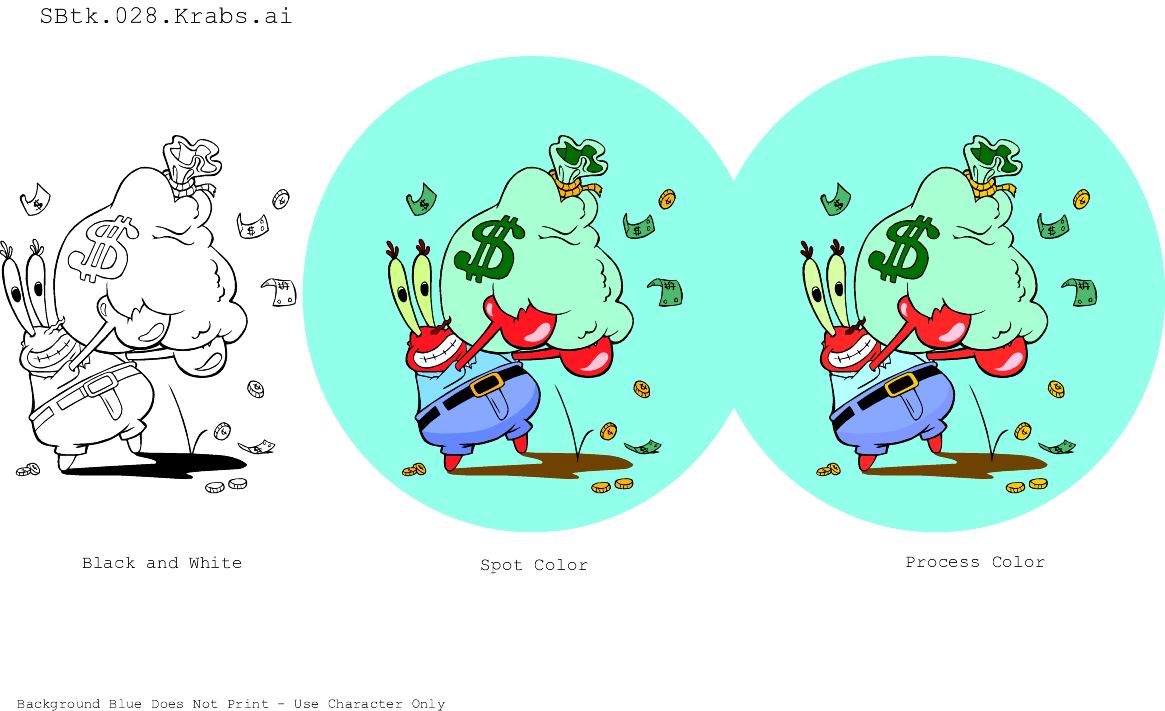 SBtk.028.Krabs.ai
$
$
$
Black and White
Spot Color
Process Color
Background Blue Does Not Print - Use Character Only